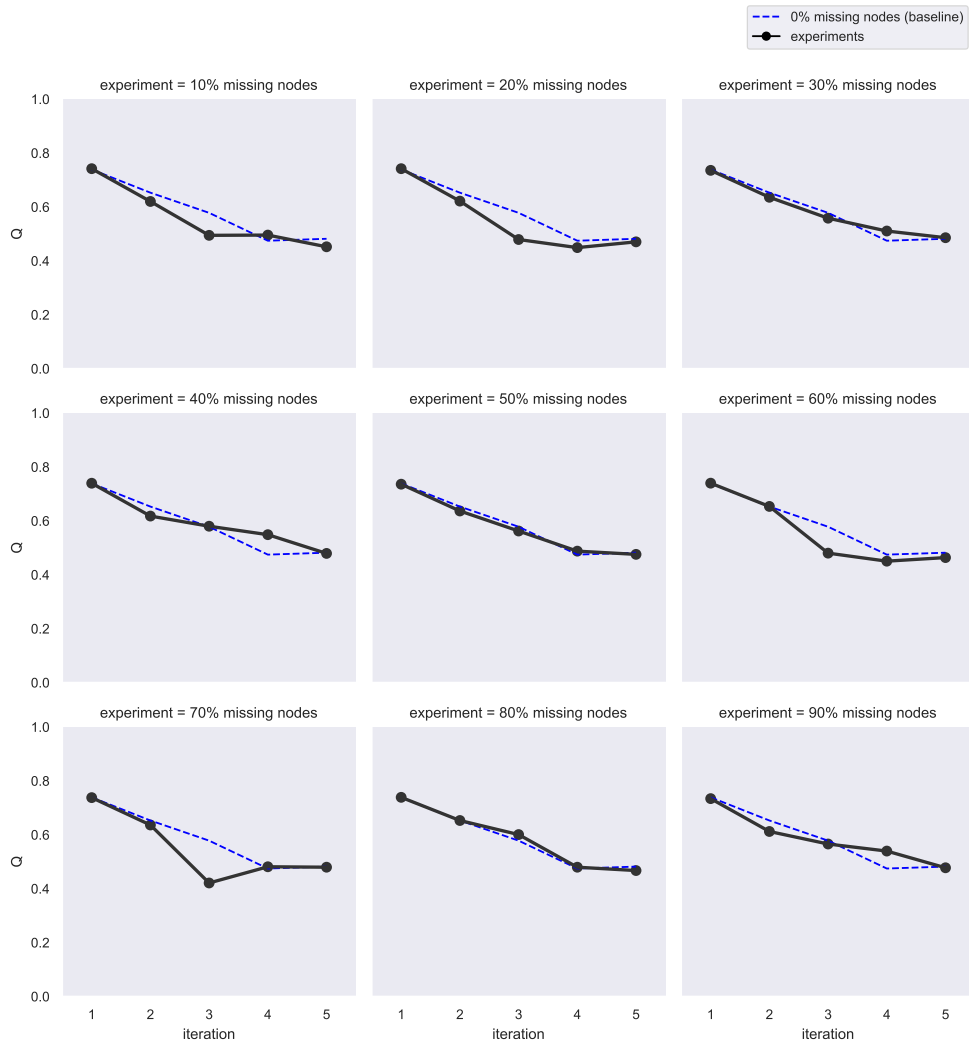 0% missing nodes (baseline)
experiments
experiment = 10% missing nodes
experiment = 20% missing nodes
experiment = 30% missing nodes
1.0
0.8
0.6
Q
0.4
0.2
0.0
experiment = 40% missing nodes
experiment = 50% missing nodes
experiment = 60% missing nodes
1.0
0.8
0.6
Q
0.4
0.2
0.0
experiment = 70% missing nodes
experiment = 80% missing nodes
experiment = 90% missing nodes
1.0
0.8
0.6
Q
0.4
0.2
0.0
1 2 3 4 5
1 2 3 4 5
1 2 3 4 5
iteration
iteration
iteration